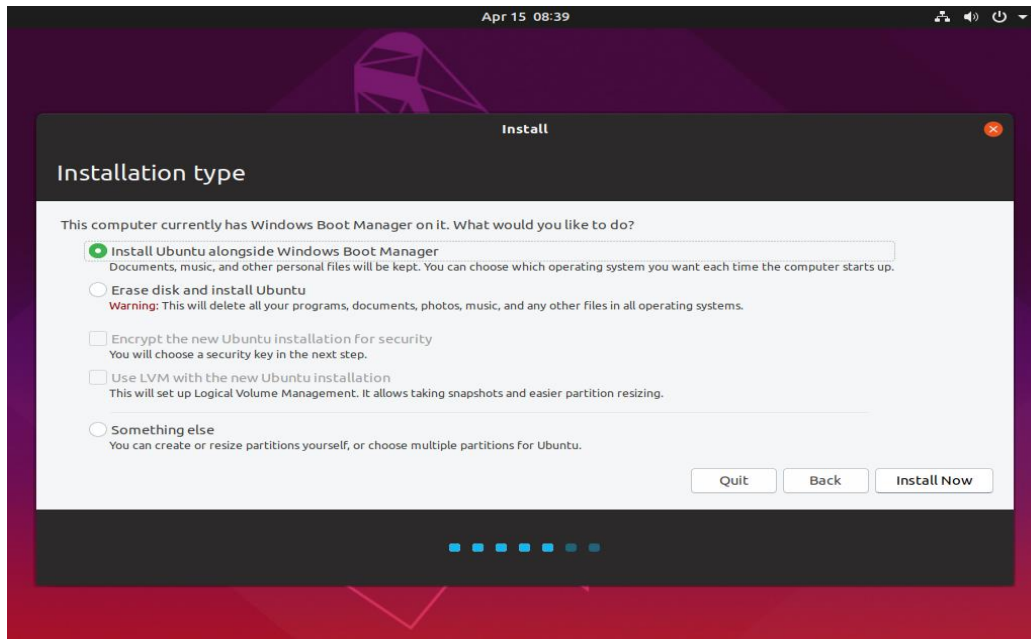 Apr 15 08:39
Install
Installation type
This computer currently has Windows Boot Manager on it. What would you like to do?
Install Ubuntu alongside Windows Boot Manager
Documents, music, and other personal files will be kept. You can choose which operating system you want each time the computer starts up.
Erase disk and install Ubuntu
Warning: This will delete all your programs, documents, photos, music, and any other files in all operating systems.
Encrypt the new Ubuntu installation for security
You will choose a security key in the next step.
Use LVM with the new Ubuntu installation
This will set up Logical Volume Management. It allows taking snapshots and easier partition resizing.
Something else
You can create or resize partitions yourself, or choose multiple partitions for Ubuntu.
Quit Back Install Now